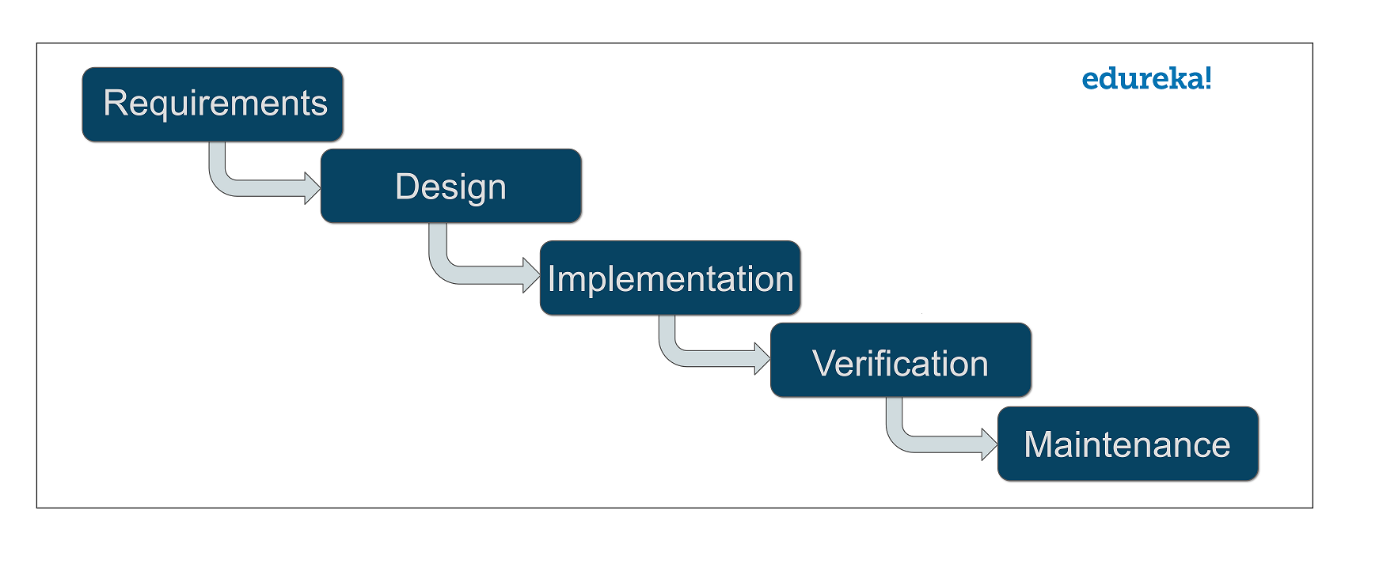 edureka!
Requirements
Design
Implementation
Verification
Maintenance